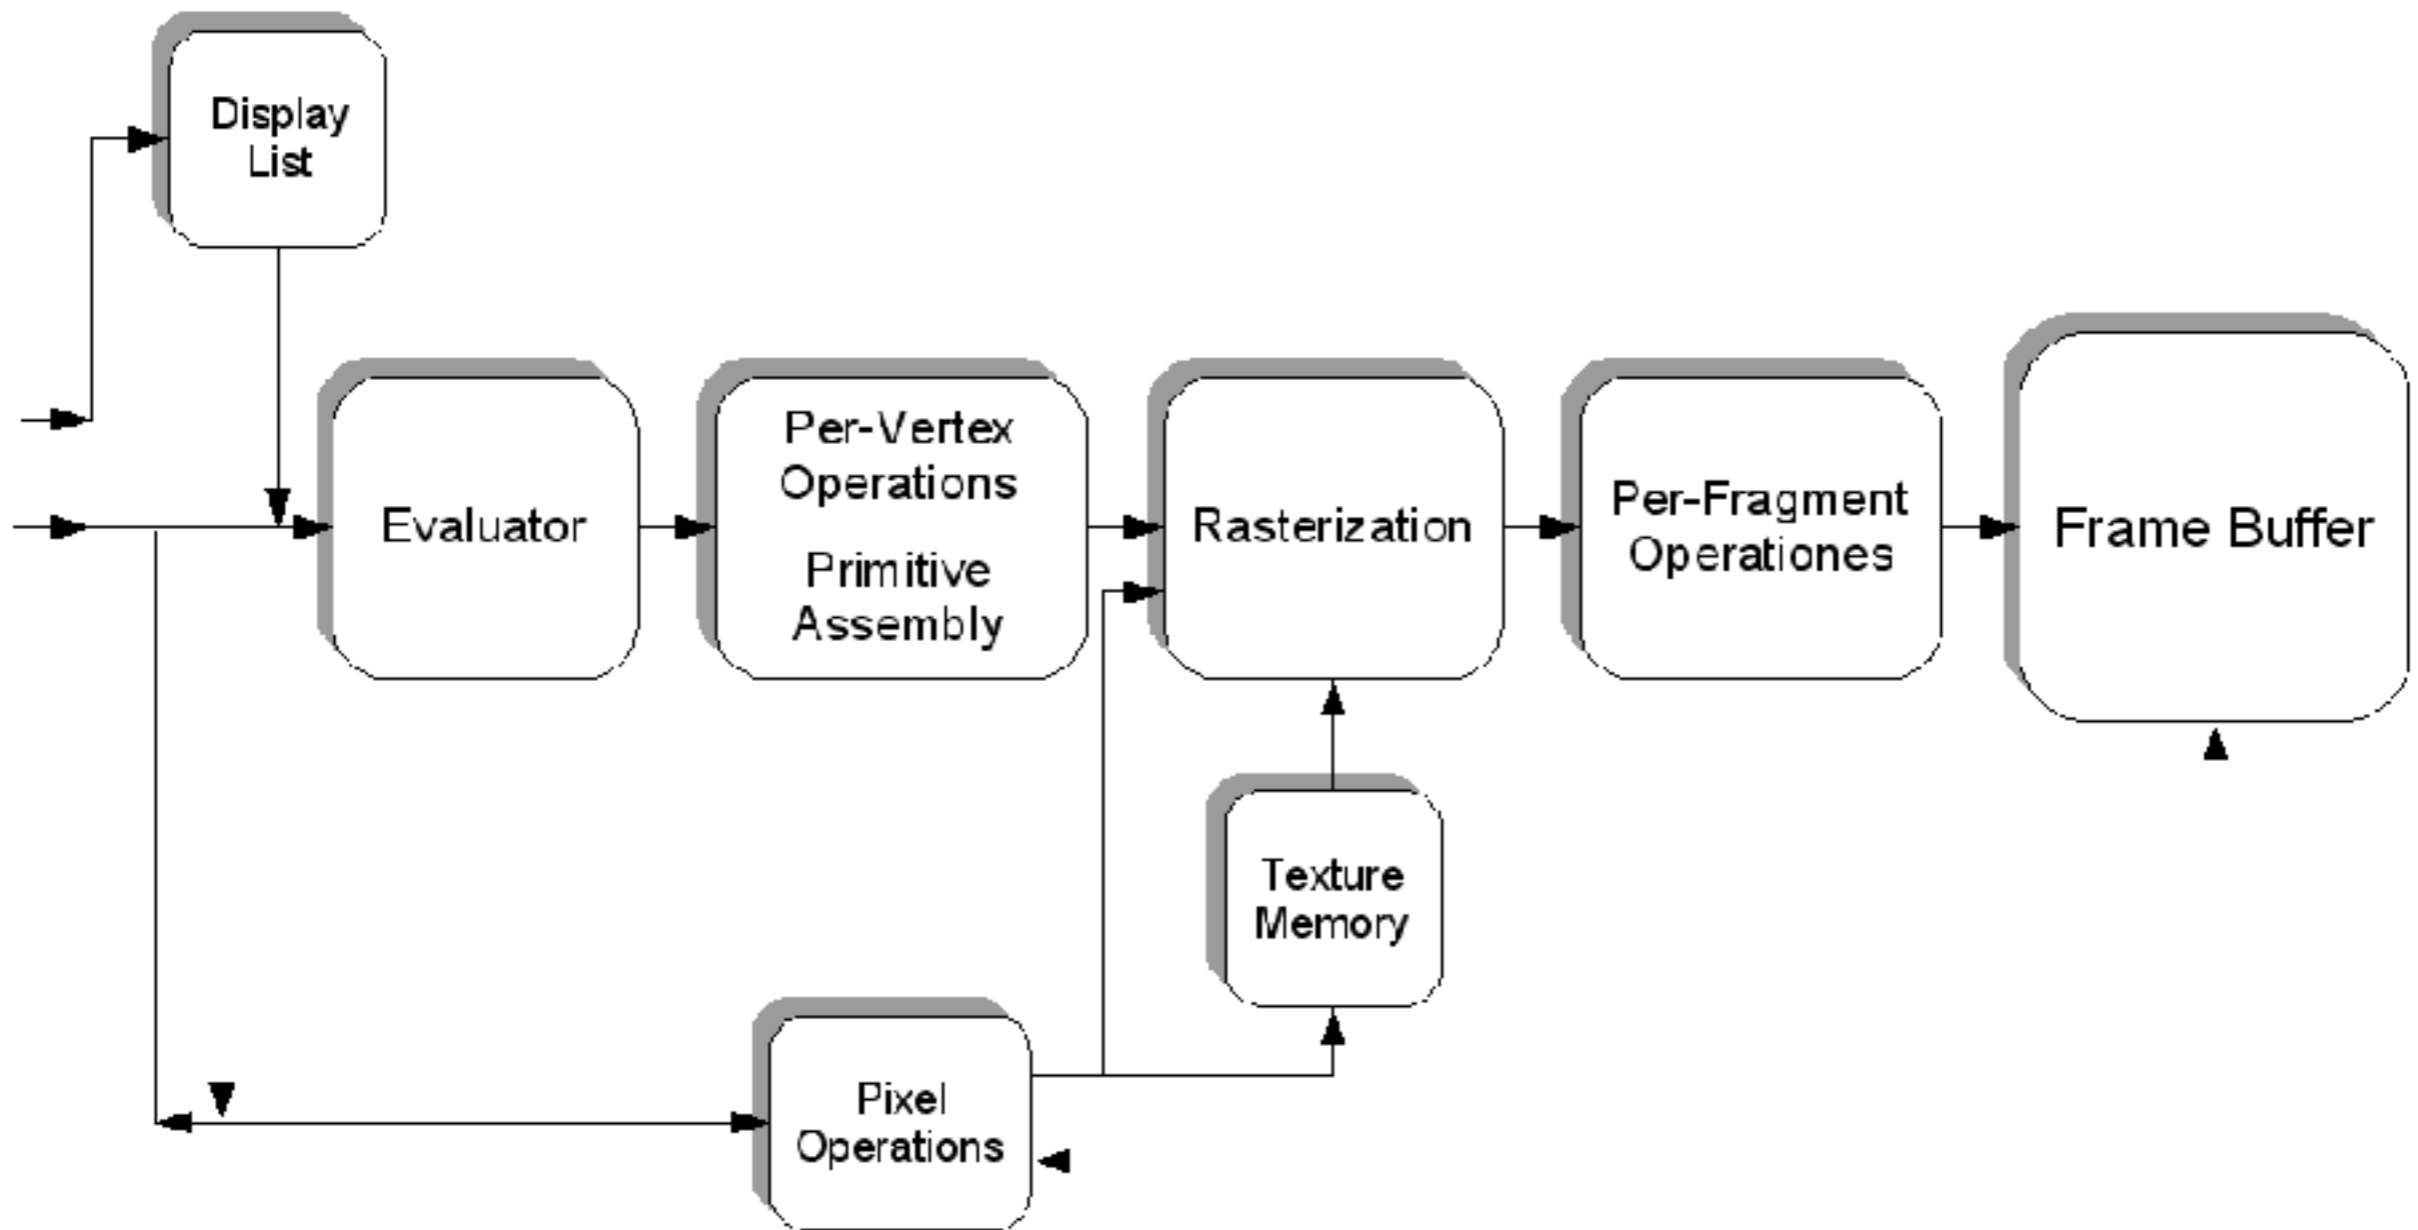 Display
List
Evaluator
Per-Vertex
Operations
Primitive
Assembly
Rasterization
Per-Fragment
Operationes
Frame Buffer
Texture
Memory
Pixel
Operations